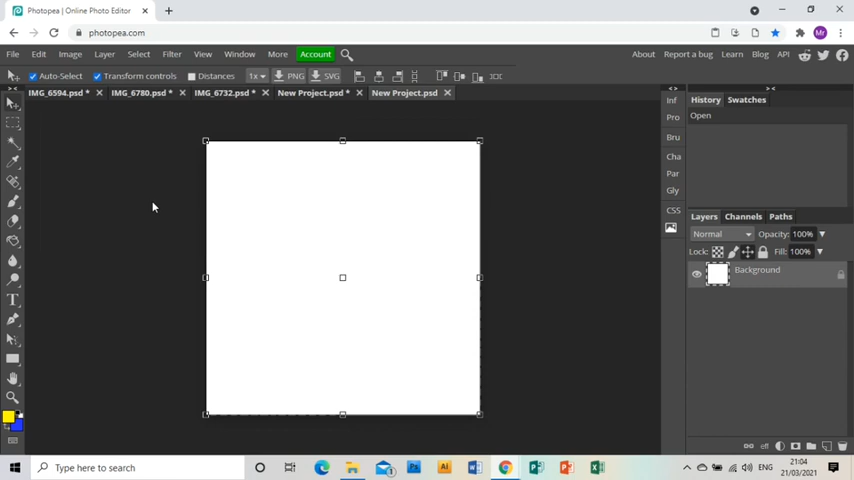 Photopea | Online Photo Editor
photopea.com
Mr
File Edit Image Layer Select Filter View Window More Account
About Report a bug Learn Blog API
Auto-Select Transform controls Distances 1x PNG SVG
IMG_6594.psd * IMG_6780.psd * IMG_6732.psd * New Project.psd * New Project.psd
Inf
Pro
Bru
Cha
Par
Gly
CSS
History Swatches
Open
Layers Channels Paths
Normal Opacity: 100%
Lock: Fill: 100%
Background
eff
Type here to search
ENG
21:04
21/03/2021